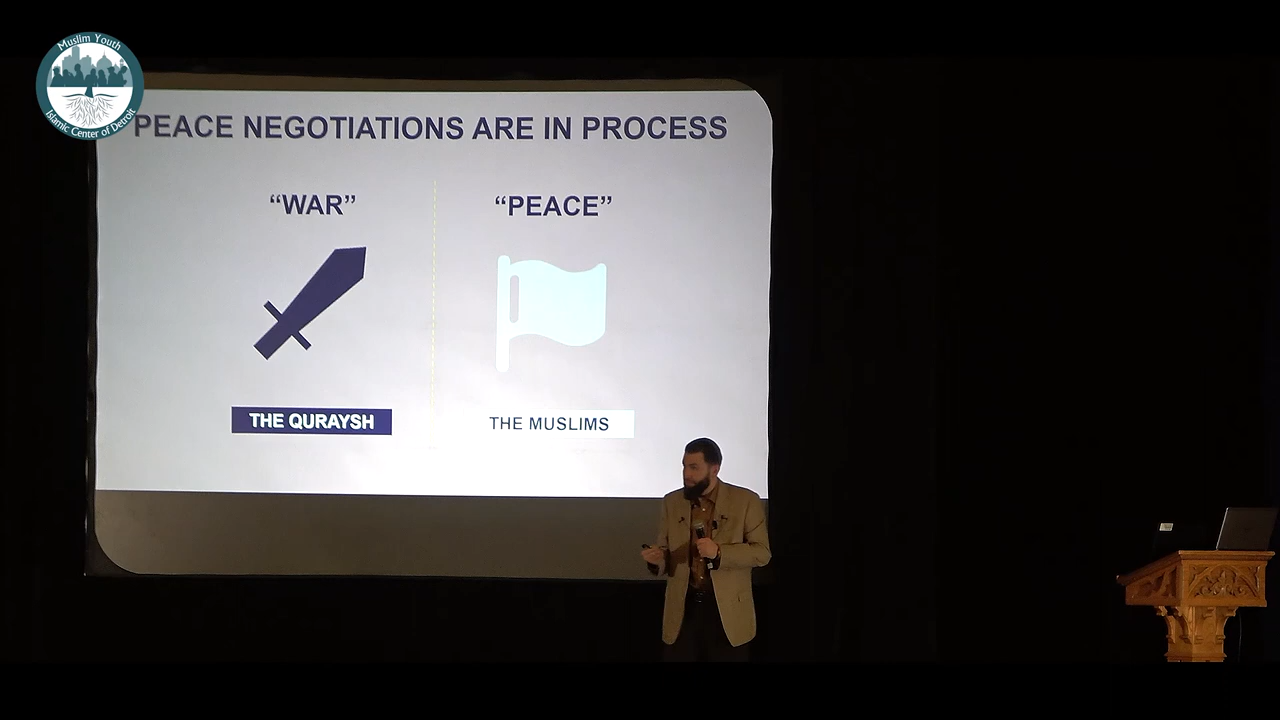 Muslim Youth
Islamic Center of Detroit
PEACE NEGOTIATIONS ARE IN PROCESS
“WAR”
“PEACE”
THE QURAYSH
THE MUSLIMS